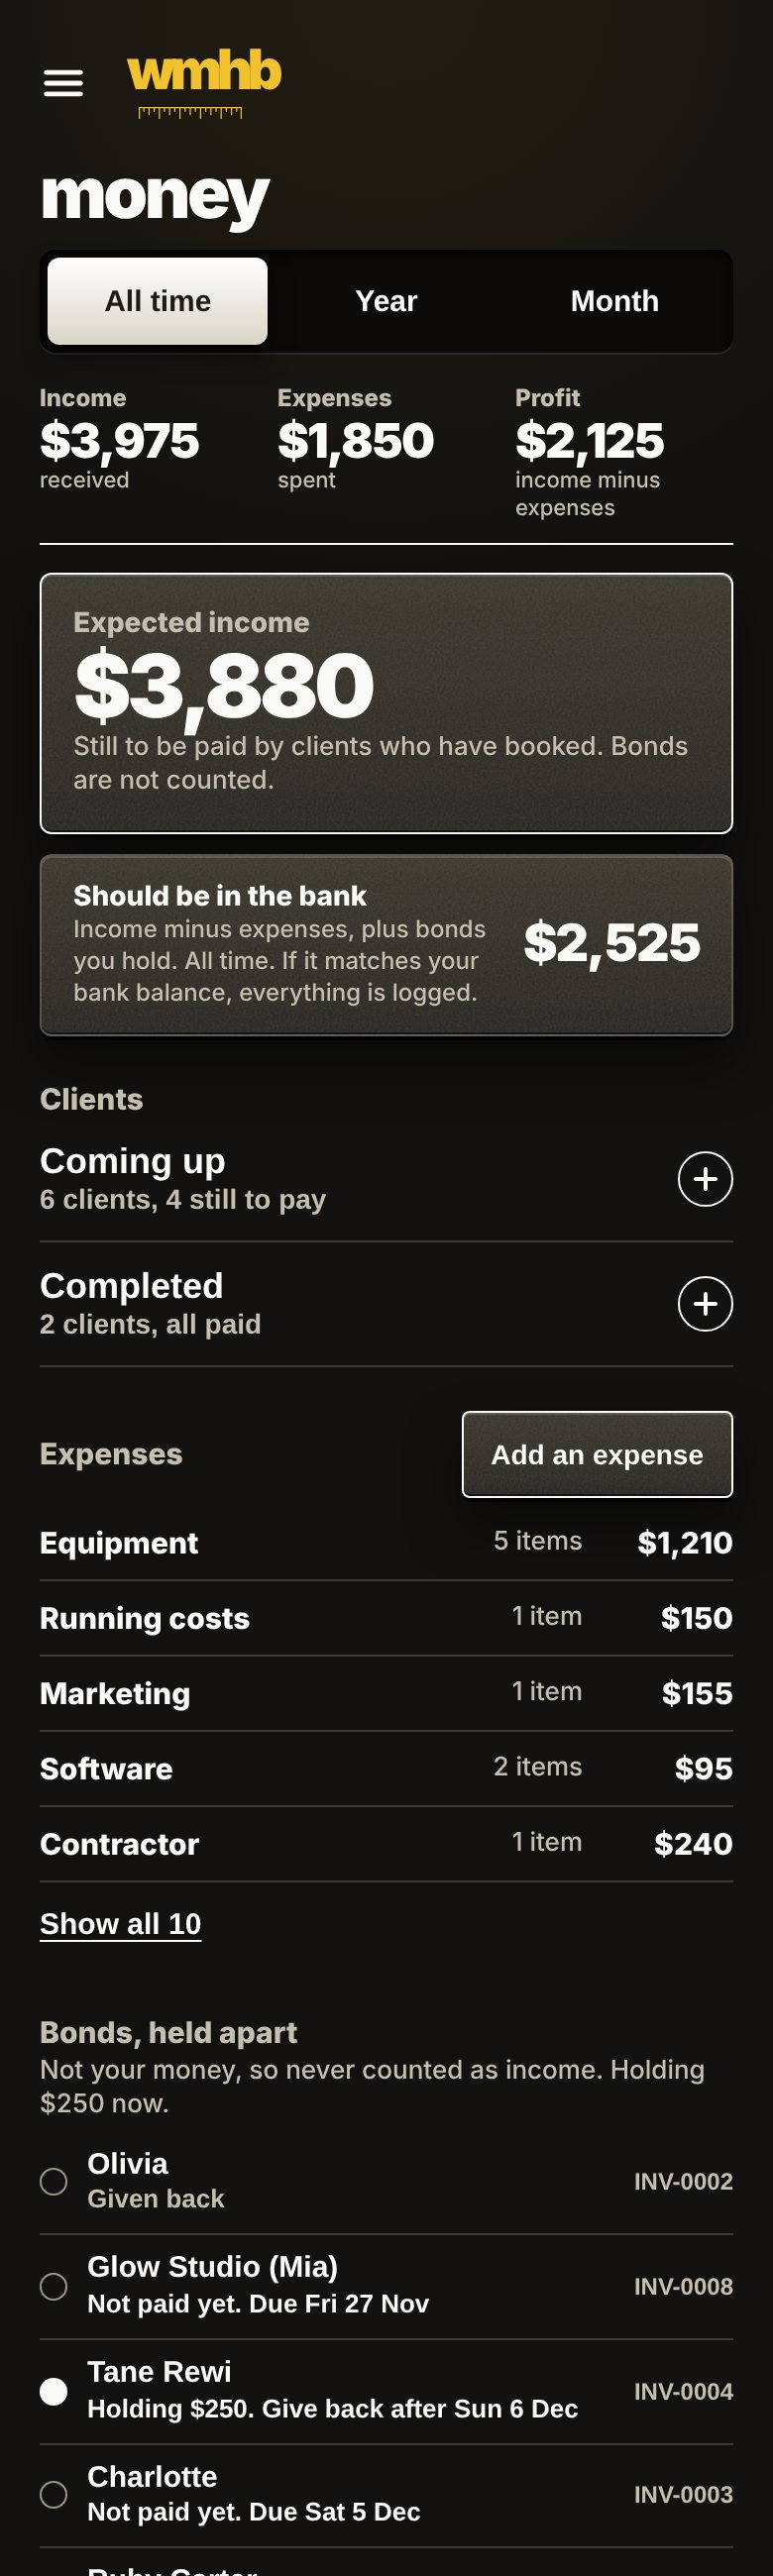 wmhb
money
All time Year Month
Income Expenses Profit
$3,975 $1,850 $2,125
received spent income minus
expenses
Expected income
$3,880
Still to be paid by clients who have booked. Bonds
are not counted.
Should be in the bank
Income minus expenses, plus bonds
you hold. All time. If it matches your
bank balance, everything is logged.
$2,525
Clients
Coming up
6 clients, 4 still to pay
Completed
2 clients, all paid
Expenses Add an expense
Equipment 5 items $1,210
Running costs 1 item $150
Marketing 1 item $155
Software 2 items $95
Contractor 1 item $240
Show all 10
Bonds, held apart
Not your money, so never counted as income. Holding
$250 now.
Olivia
Given back
INV-0002
Glow Studio (Mia)
Not paid yet. Due Fri 27 Nov
INV-0008
Tane Rewi
Holding $250. Give back after Sun 6 Dec
INV-0004
Charlotte
Not paid yet. Due Sat 5 Dec
INV-0003